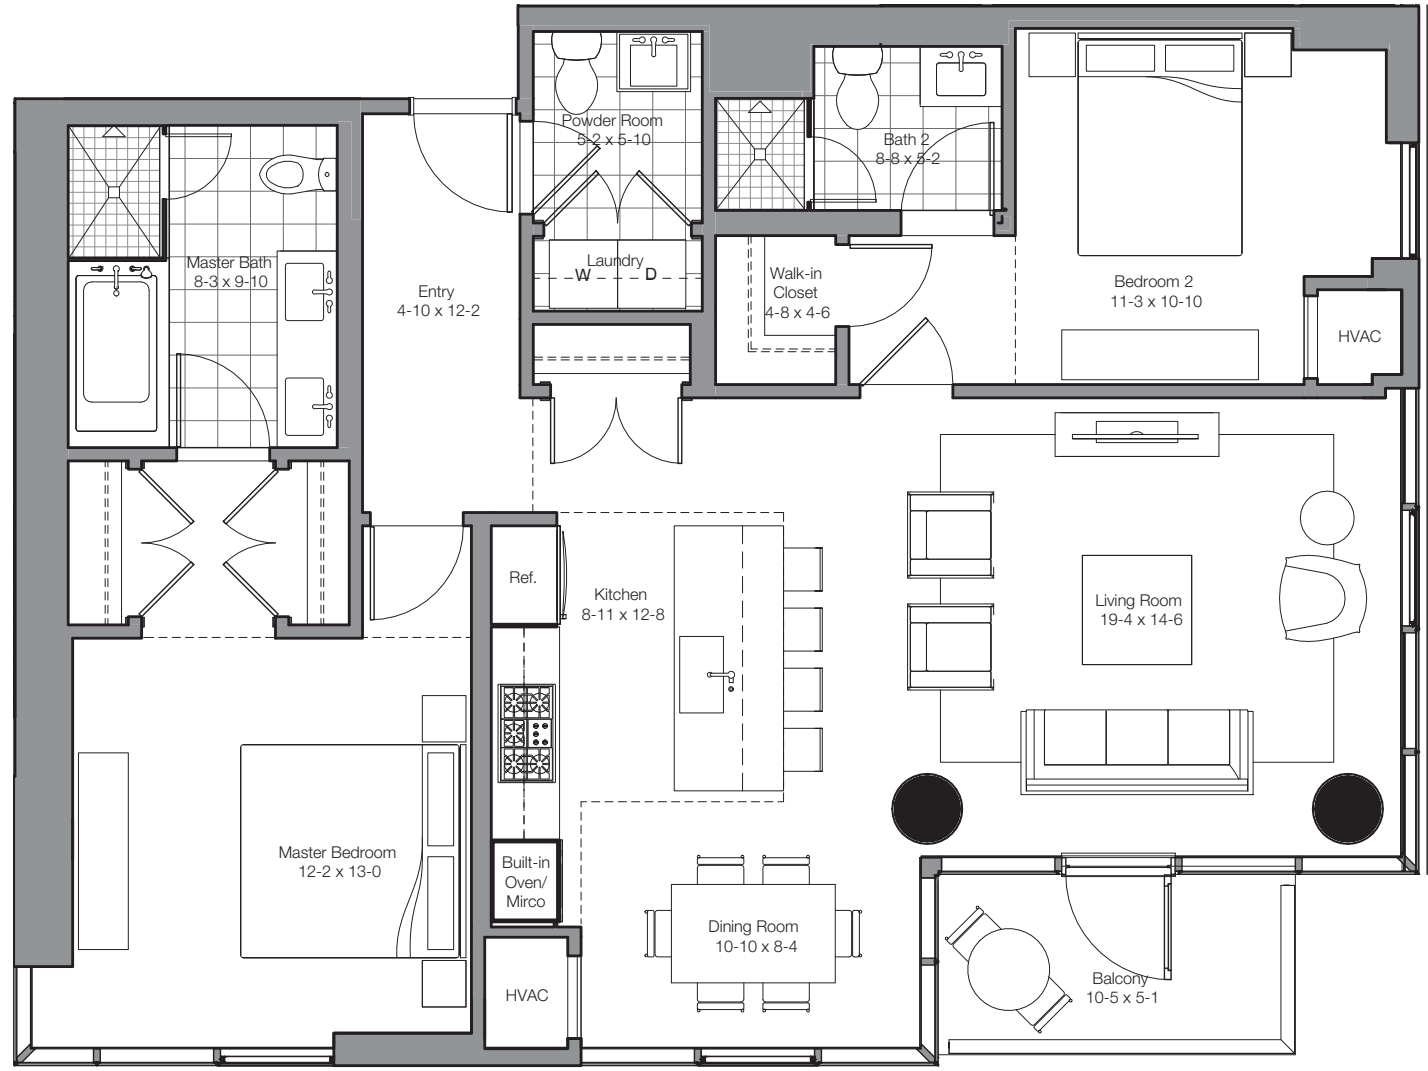 Powder Room
5-2 x 5-10
Bath 2
8-8 x 5-2
Master Bath
8-3 x 9-10
Laundry
W
D
Entry
4-10 x 12-2
Walk-in
Closet
4-8 x 4-6
Bedroom 2
11-3 x 10-10
HVAC
Ref.
Kitchen
8-11 x 12-8
Living Room
19-4 x 14-6
Master Bedroom
12-2 x 13-0
Built-in
Oven/
Mirco
Dining Room
10-10 x 8-4
HVAC
Balcony
10-5 x 5-1